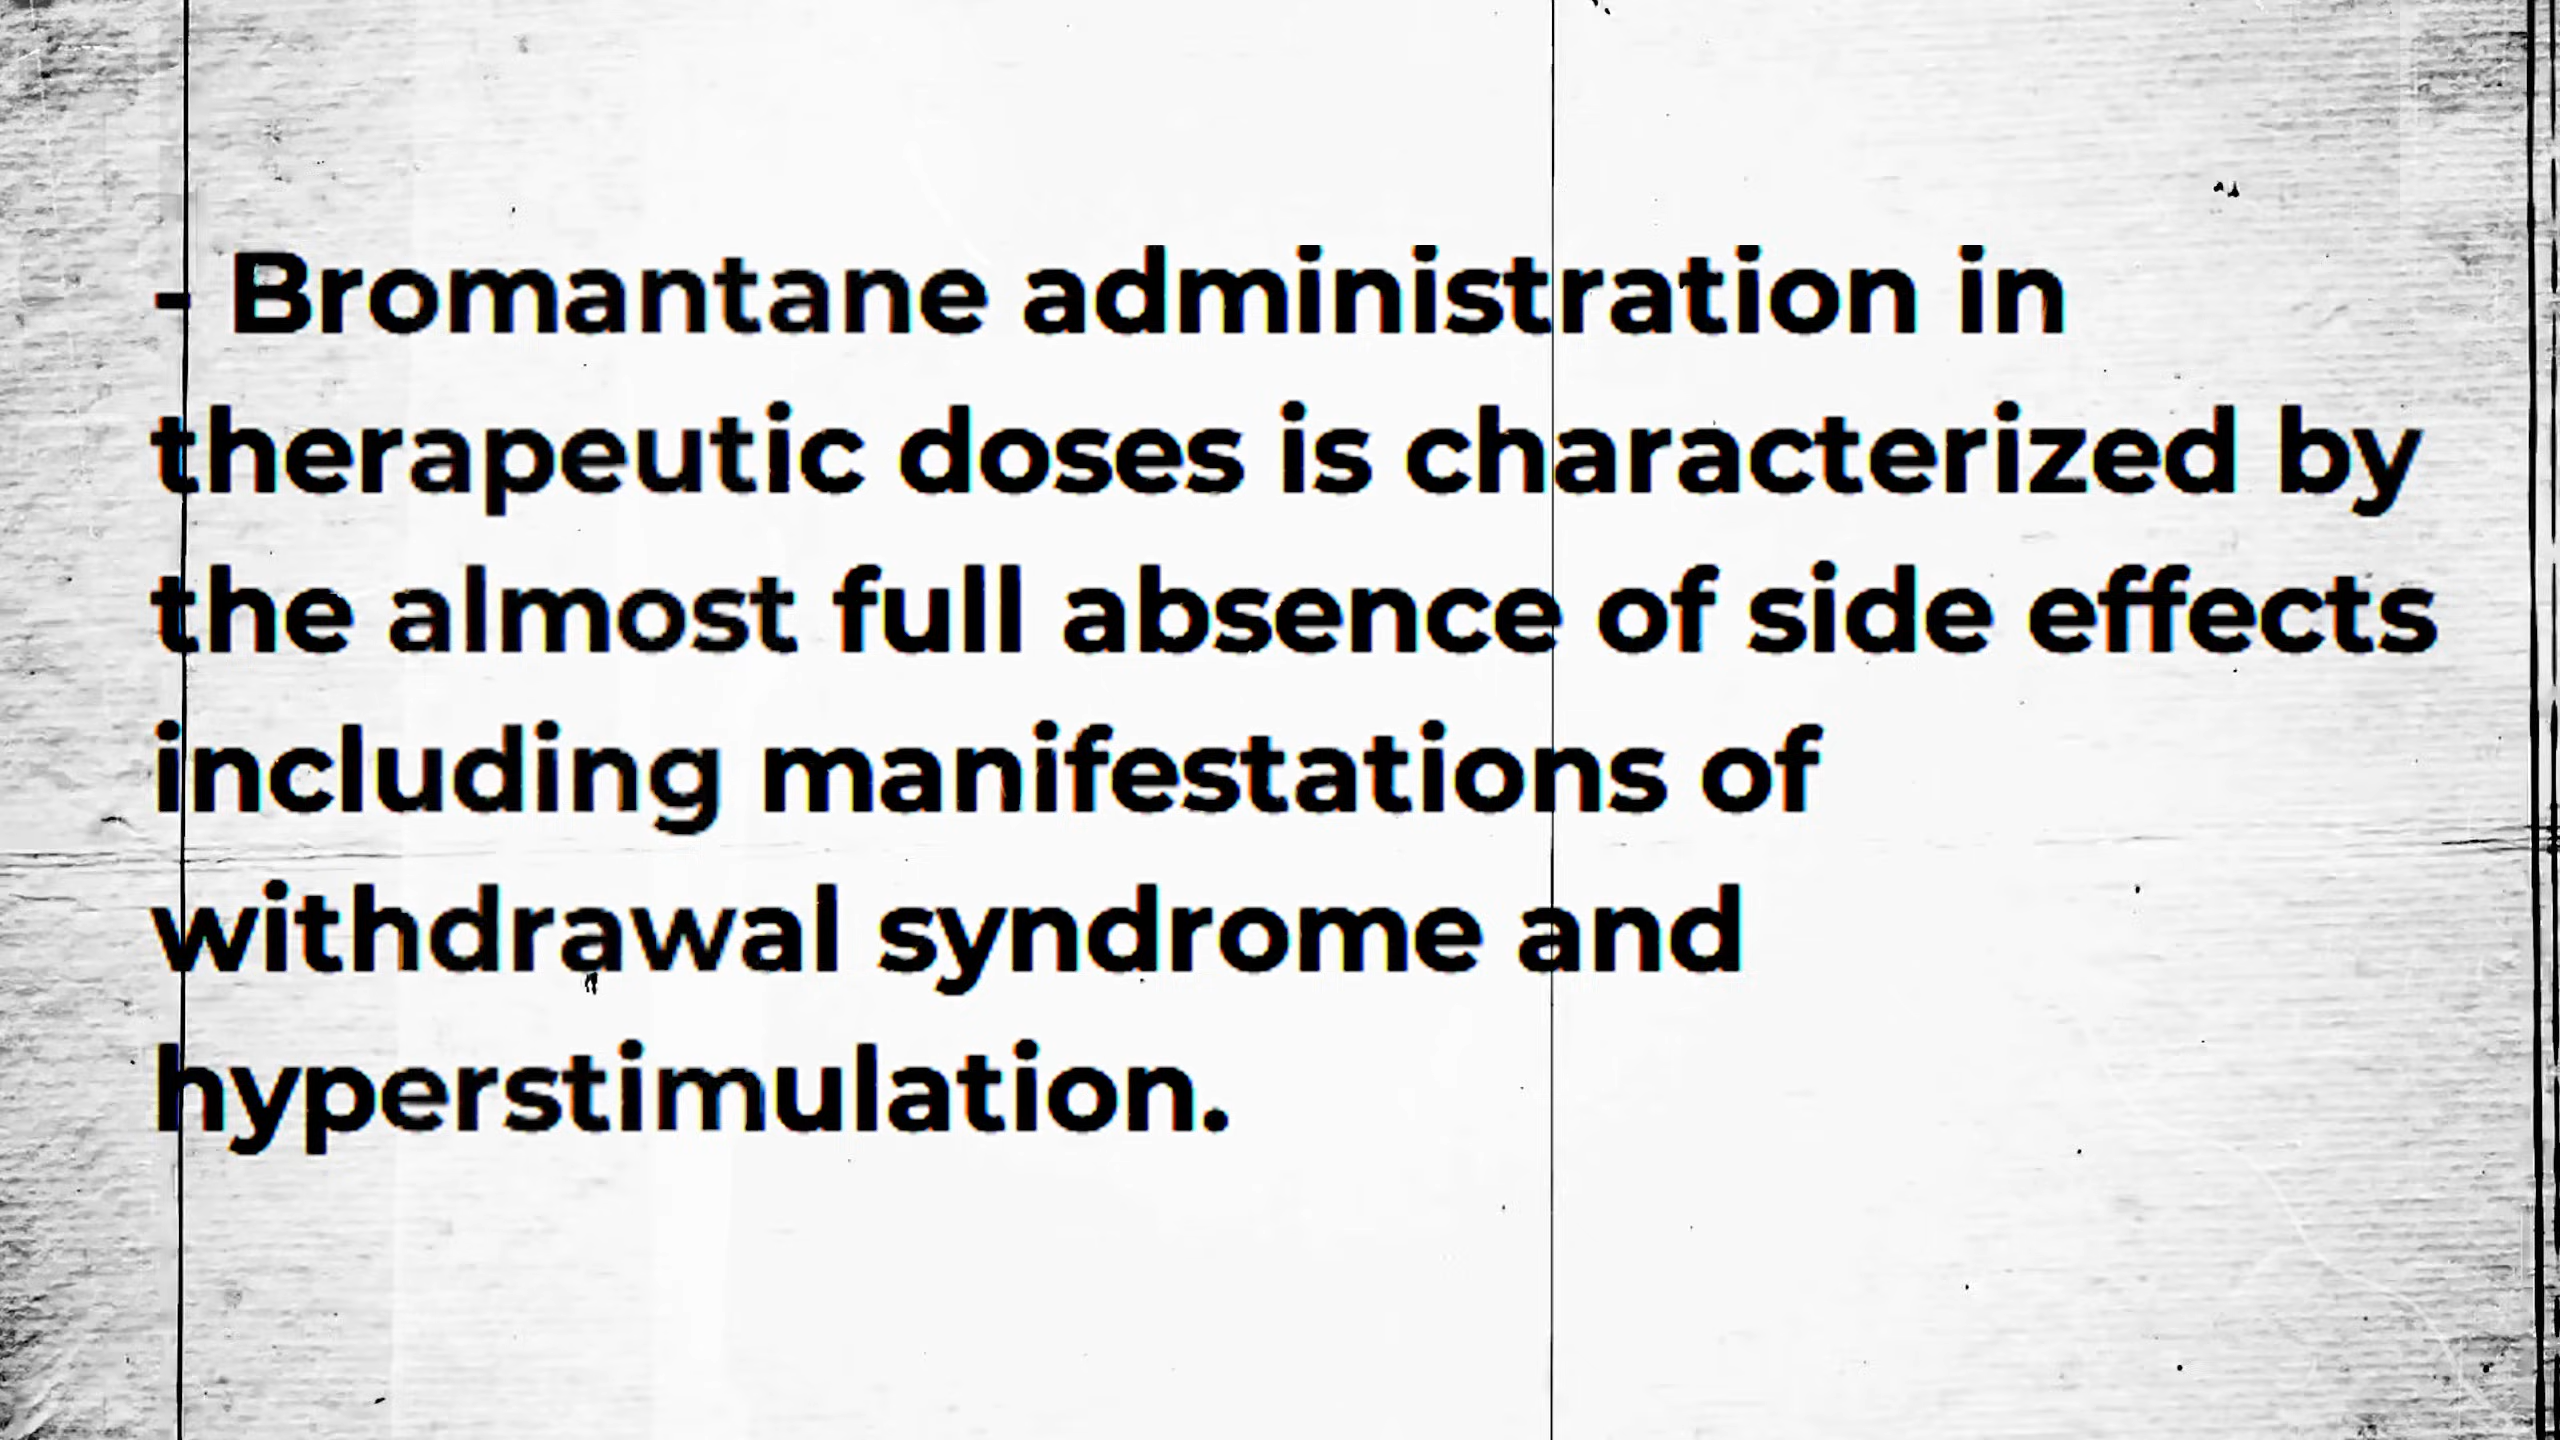 - Bromantane administration in
therapeutic doses is characterized by
the almost full absence of side effects
including manifestations of
withdrawal syndrome and
hyperstimulation.